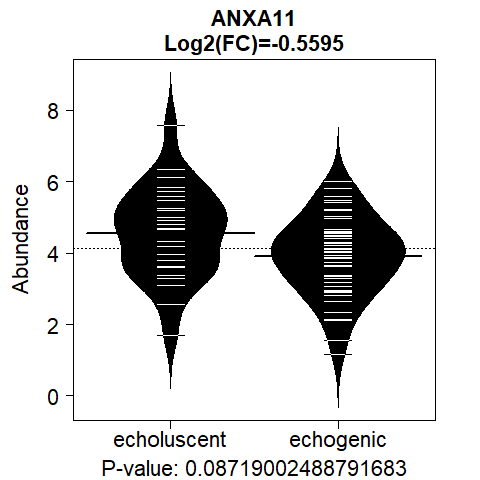 ANXA11
Log2(FC)=-0.5595
Abundance
8
6
4
2
0
echoluscent
echogenic
P-value: 0.08719002488791683